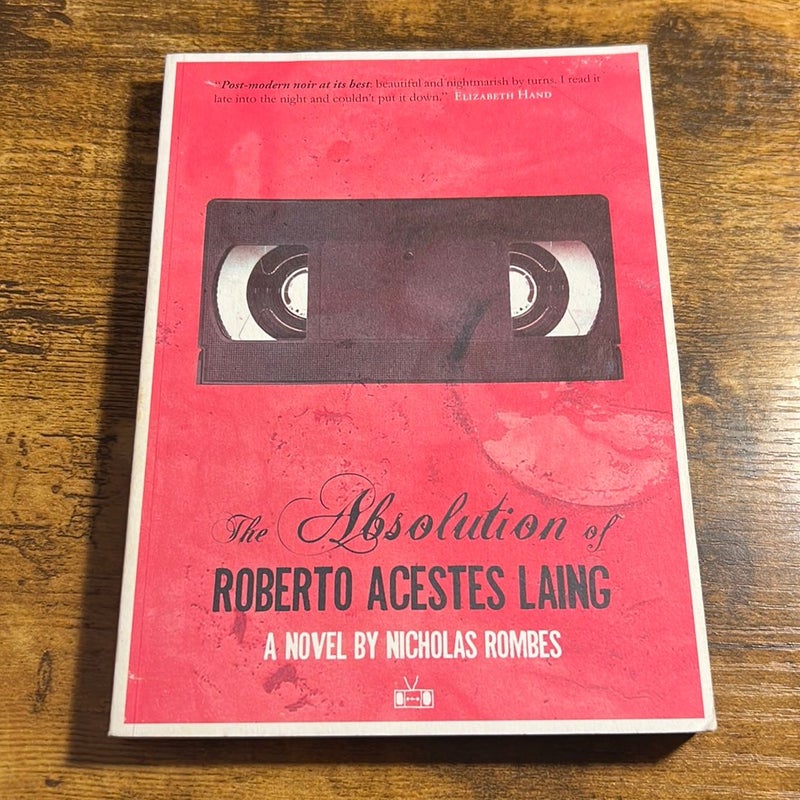 “Post-modern noir at its best: beautiful and nightmarish by turns. I read it
late into the night and couldn’t put it down.” ELIZABETH HAND
The Absolution of
ROBERTO ACESTES LAING
A NOVEL BY NICHOLAS ROMBES